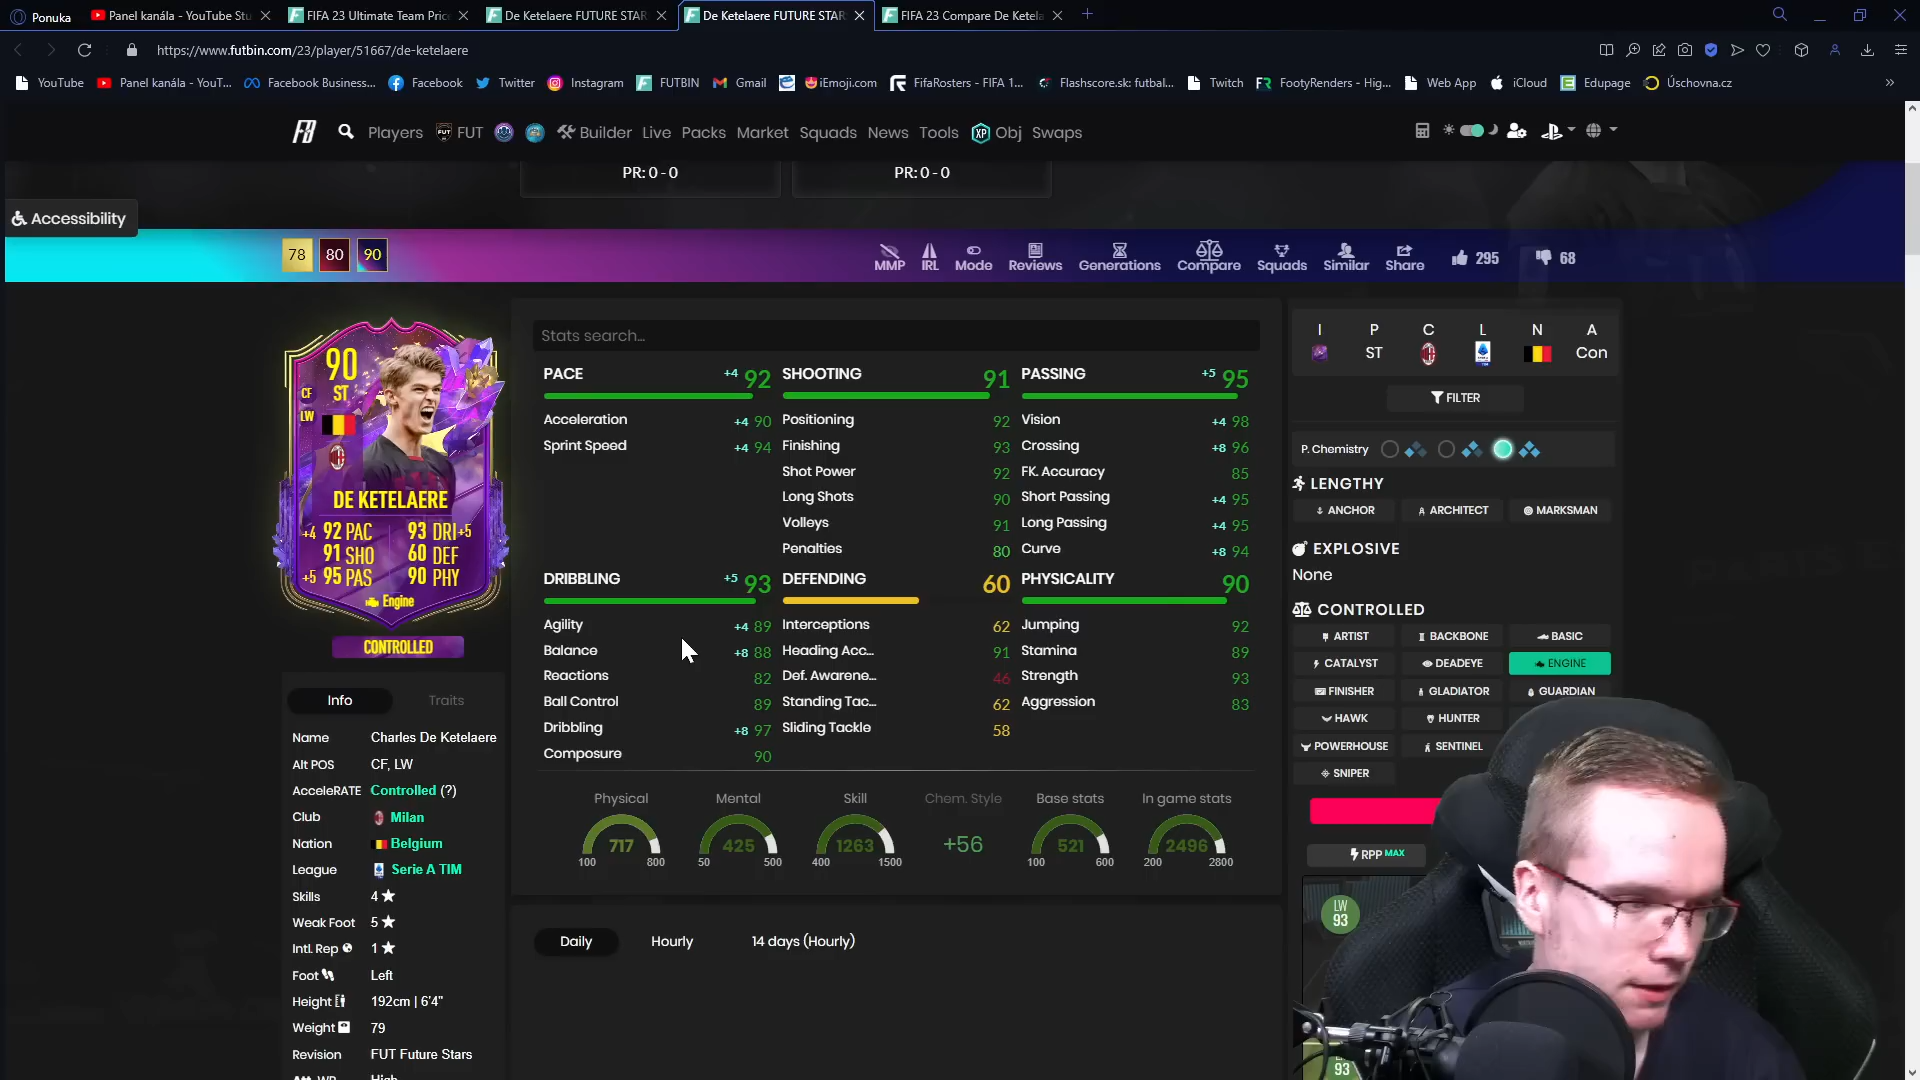 Ponuka
Panel kanála - YouTube Stu
FIFA 23 Ultimate Team Price
De Ketelaere FUTURE STAR
De Ketelaere FUTURE STAR
FIFA 23 Compare De Ketela
https://www.futbin.com/23/player/51667/de-ketelaere
YouTube
Panel kanála - YouT...
Facebook Business...
Facebook
Twitter
Instagram
FUTBIN
Gmail
iEmoji.com
FifaRosters - FIFA 1...
Flashscore.sk: futbal...
Twitch
FootyRenders - Hig...
Web App
iCloud
Edupage
Úschovna.cz
Players
FUT
Builder
Live
Packs
Market
Squads
News
Tools
XP Obj
Swaps
PR: 0 - 0
PR: 0 - 0
Accessibility
78
80
90
MMP
IRL
Mode
Reviews
Generations
Compare
Squads
Similar
Share
295
68
90
ST
CF
LW
DE KETELAERE
+4 92 PAC
93 DRI +5
91 SHO
60 DEF
+5 95 PAS
90 PHY
Engine
CONTROLLED
Info
Traits
Name Charles De Ketelaere
Alt POS CF, LW
AcceleRATE Controlled (?)
Club Milan
Nation Belgium
League Serie A TIM
Skills 4
Weak Foot 5
Intl. Rep 1
Foot Left
Height 192cm | 6'4"
Weight 79
Revision FUT Future Stars
High
Stats search...
PACE +4 92
Acceleration +4 90
Sprint Speed +4 94
SHOOTING 91
Positioning 92
Finishing 93
Shot Power 92
Long Shots 90
Volleys 91
Penalties 80
PASSING +5 95
Vision +4 98
Crossing +8 96
FK. Accuracy 85
Short Passing +4 95
Long Passing +4 95
Curve +8 94
DRIBBLING +5 93
Agility +4 89
Balance +8 88
Reactions 82
Ball Control 89
Dribbling +8 97
Composure 90
DEFENDING 60
Interceptions 62
Heading Acc... 91
Def. Awarene... 46
Standing Tac... 62
Sliding Tackle 58
PHYSICALITY 90
Jumping 92
Stamina 89
Strength 93
Aggression 83
Physical
717
100 800
Mental
425
50 500
Skill
1263
400 1500
Chem. Style
+56
Base stats
521
100 600
In game stats
2496
200 2800
Daily
Hourly
14 days (Hourly)
I P C L N A
ST
Con
FILTER
P. Chemistry
LENGTHY
ANCHOR
ARCHITECT
MARKSMAN
EXPLOSIVE
None
CONTROLLED
ARTIST
BACKBONE
BASIC
CATALYST
DEADEYE
ENGINE
FINISHER
GLADIATOR
GUARDIAN
HAWK
HUNTER
POWERHOUSE
SENTINEL
SNIPER
RPP MAX
LW
93
93